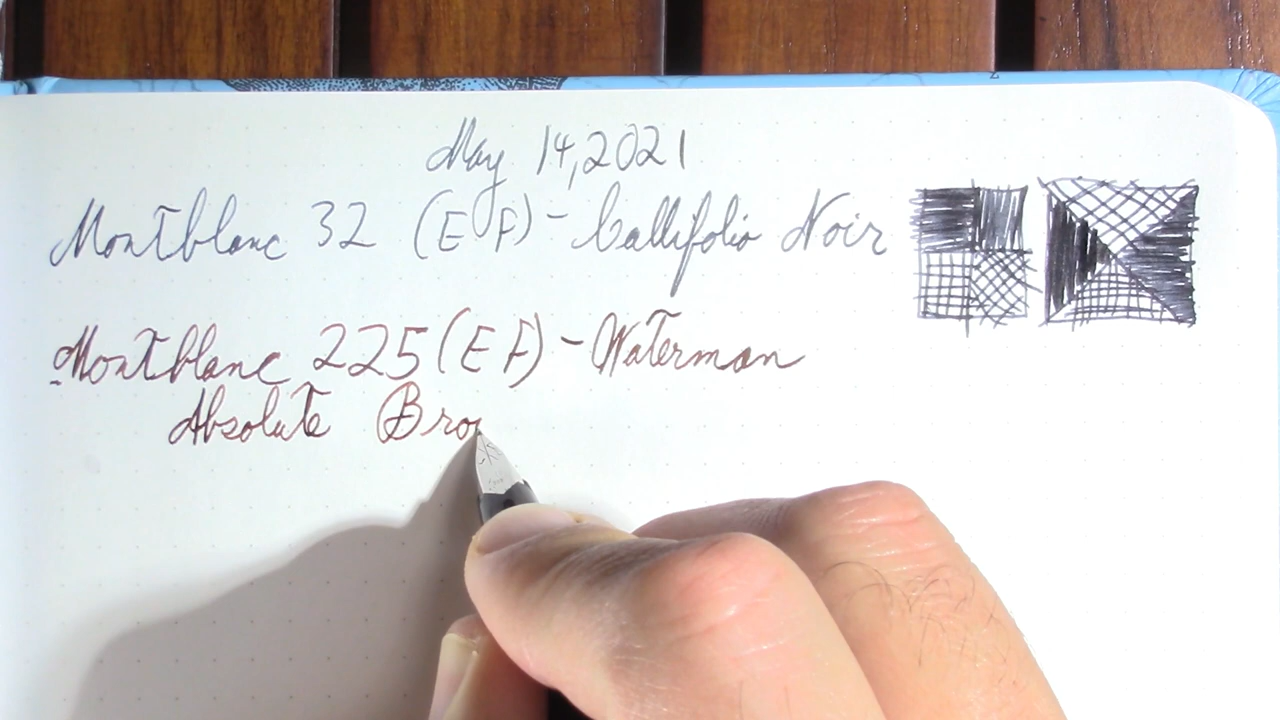 May 14, 2021
Montblanc 32 (EF) - Callifolio Noir
Montblanc 225 (EF) - Waterman
Absolute Bro